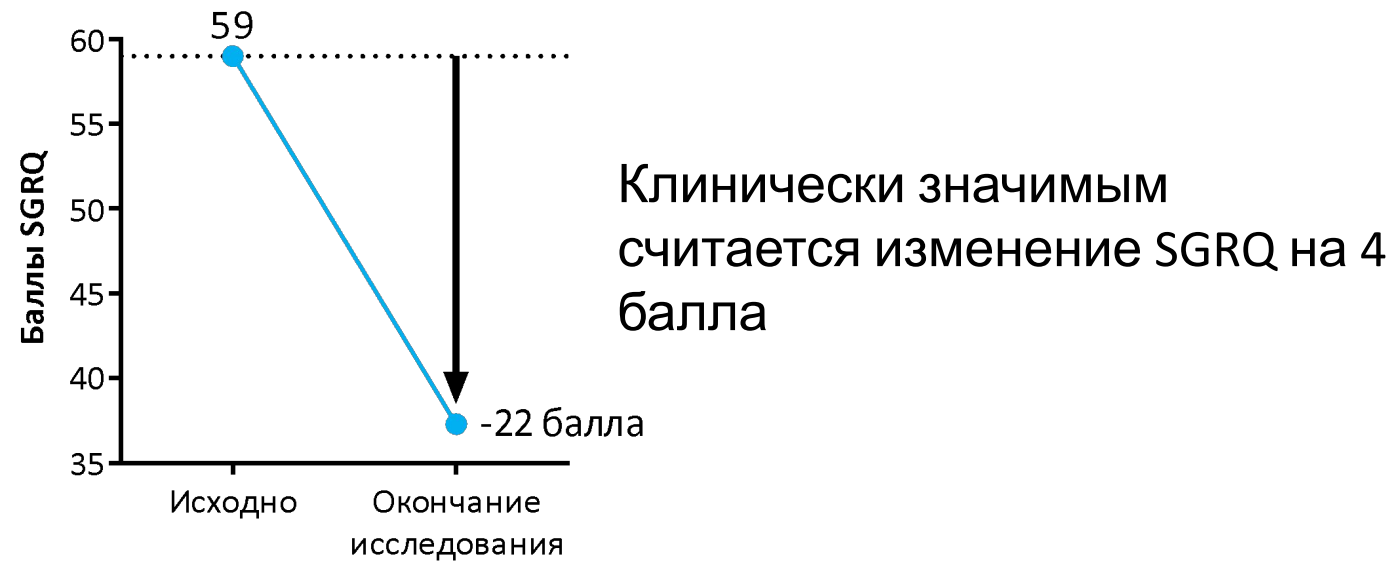 59
60
55
50
45
40
35
Баллы SGRQ
-22 балла
Исходно
Окончание
исследования
Клинически значимым
считается изменение SGRQ на 4
балла